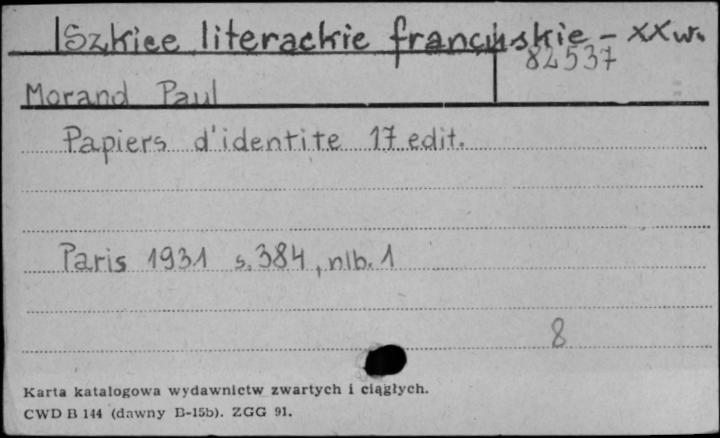 Szkice literackie francuskie - XX w.
82537
Morand Paul
Papiers d'identite 17 edit.
Paris 1931 s. 384, nlb. 1
8
Karta katalogowa wydawnictw zwartych i ciągłych.
CWD B 144 (dawny B-15b). ZGG 91.